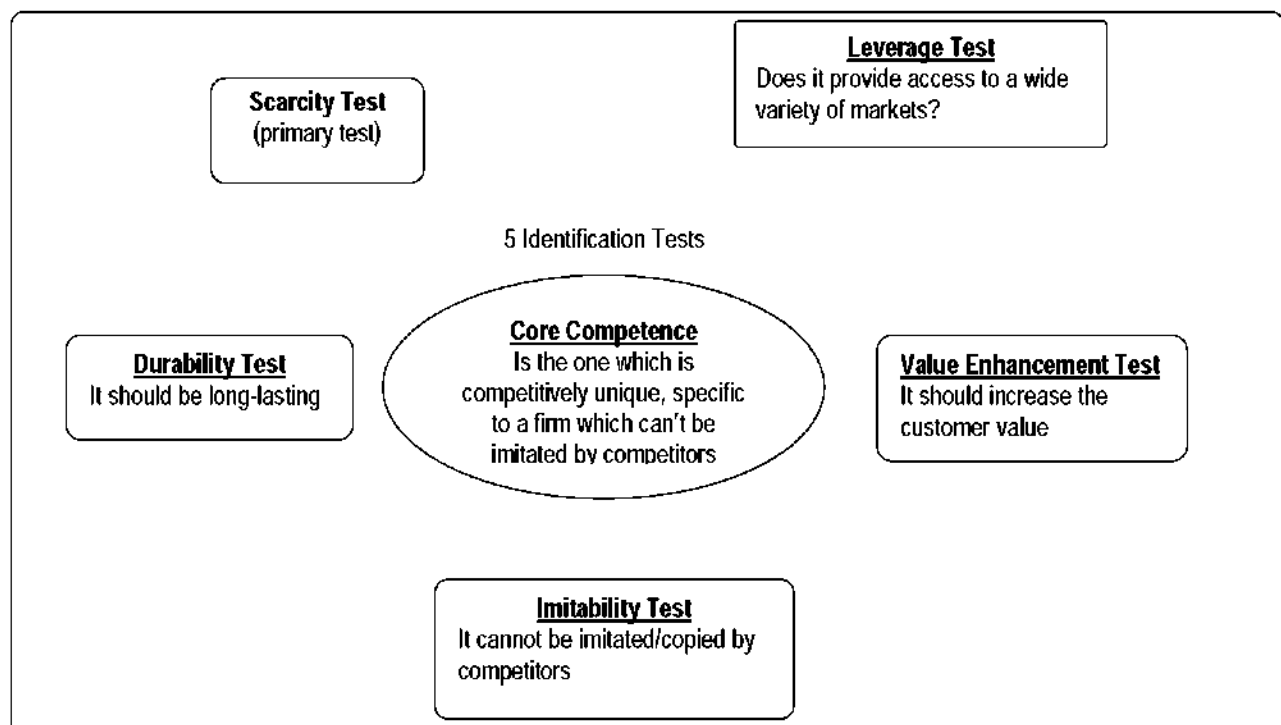 Leverage Test
Does it provide access to a wide
variety of markets?
Scarcity Test
(primary test)
5 Identification Tests
Core Competence
Is the one which is
competitively unique, specific
to a firm which can't be
imitated by competitors
Durability Test
It should be long-lasting
Value Enhancement Test
It should increase the
customer value
Imitability Test
It cannot be imitated/copied by
competitors